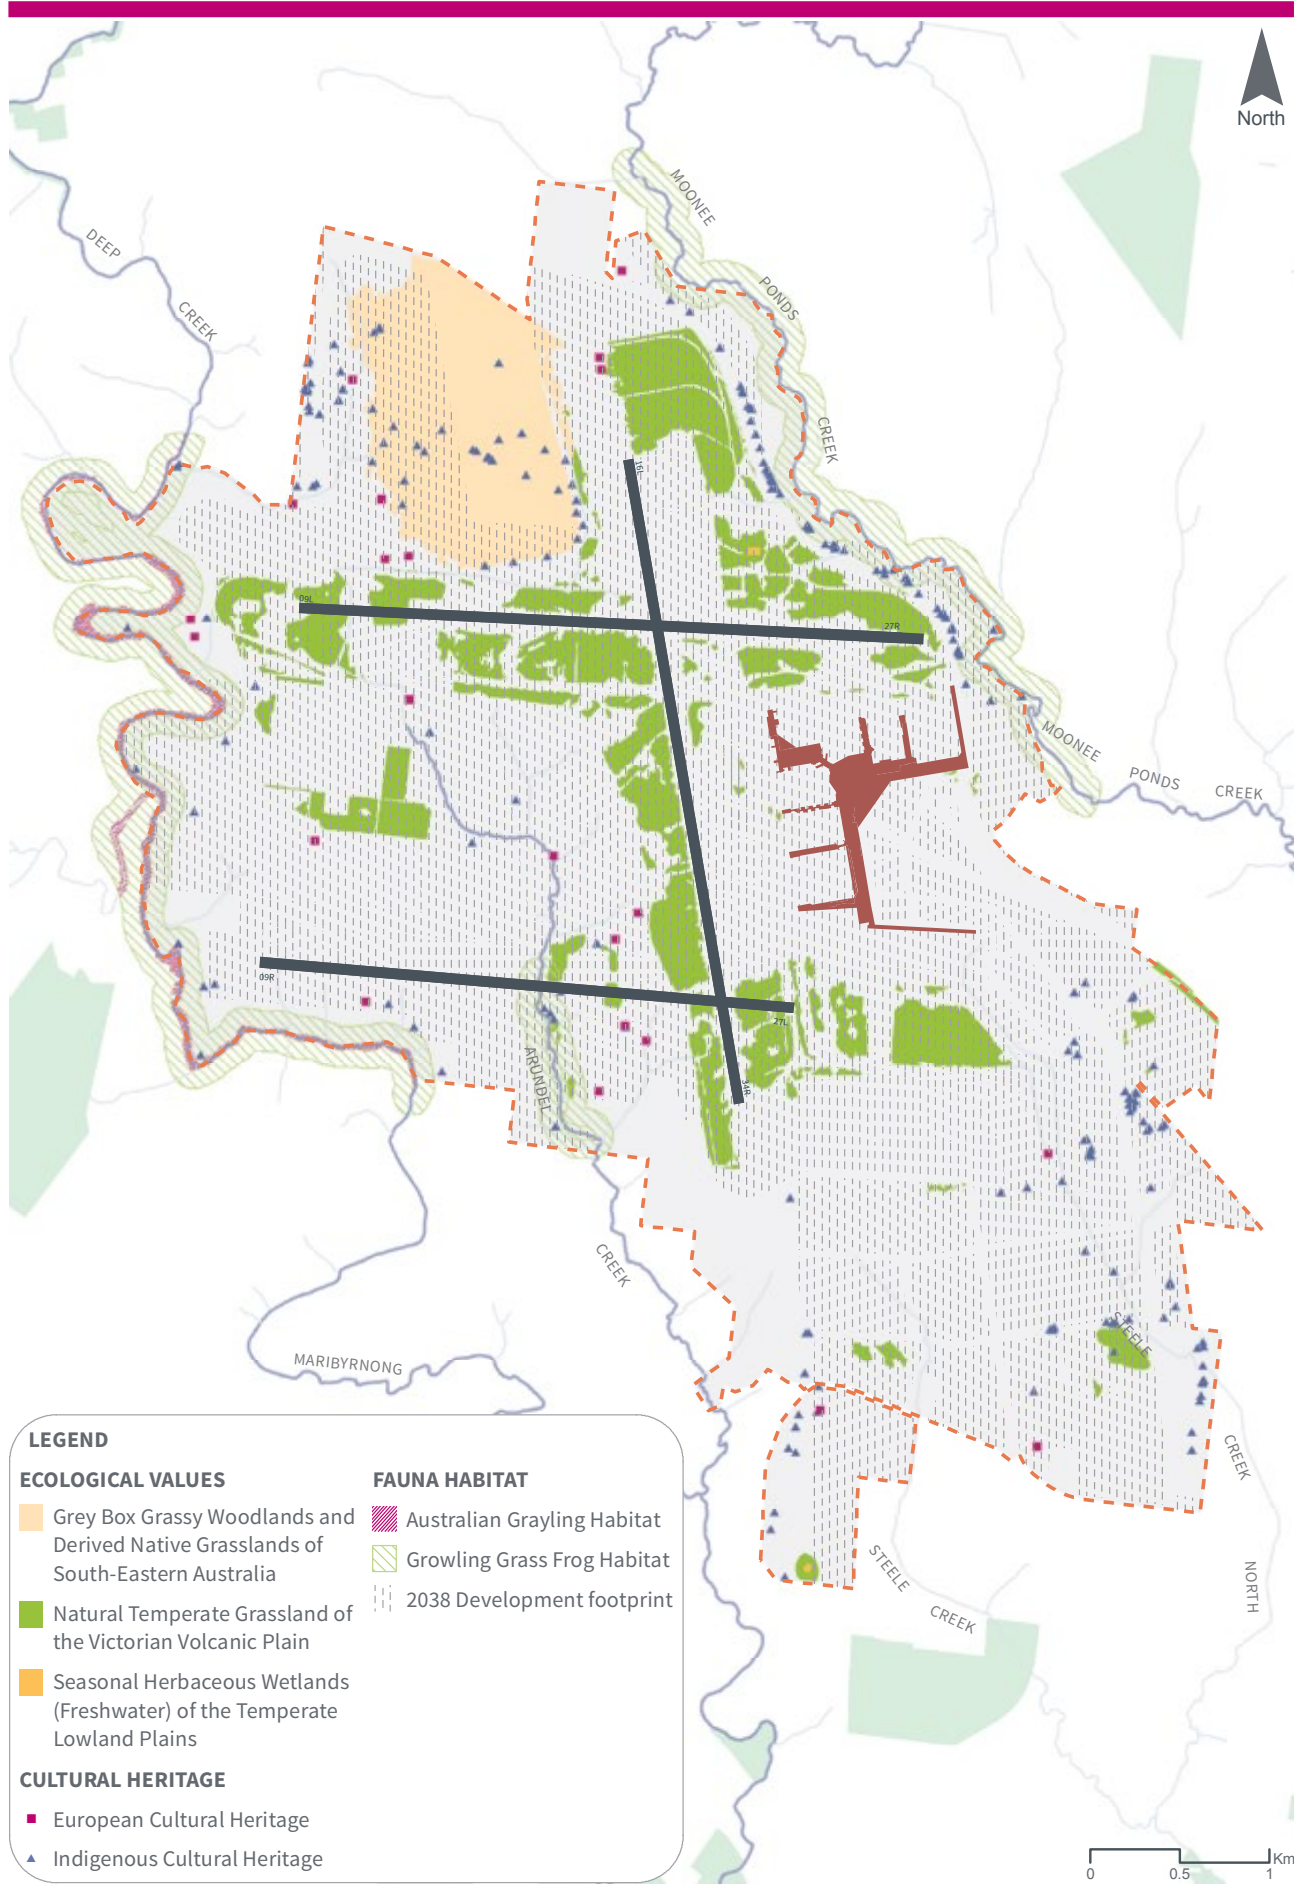 North
MOONEE
PONDS
CREEK
DEEP
CREEK
16L
09L
27R
MOONEE
PONDS
CREEK
09R
27L
34R
ARUNDEL
CREEK
MARIBYRNONG
STEELE
CREEK
NORTH
STEELE
CREEK
LEGEND
ECOLOGICAL VALUES
Grey Box Grassy Woodlands and
Derived Native Grasslands of
South-Eastern Australia
Natural Temperate Grassland of
the Victorian Volcanic Plain
Seasonal Herbaceous Wetlands
(Freshwater) of the Temperate
Lowland Plains
CULTURAL HERITAGE
European Cultural Heritage
Indigenous Cultural Heritage
FAUNA HABITAT
Australian Grayling Habitat
Growling Grass Frog Habitat
2038 Development footprint
0 0.5 1 Km